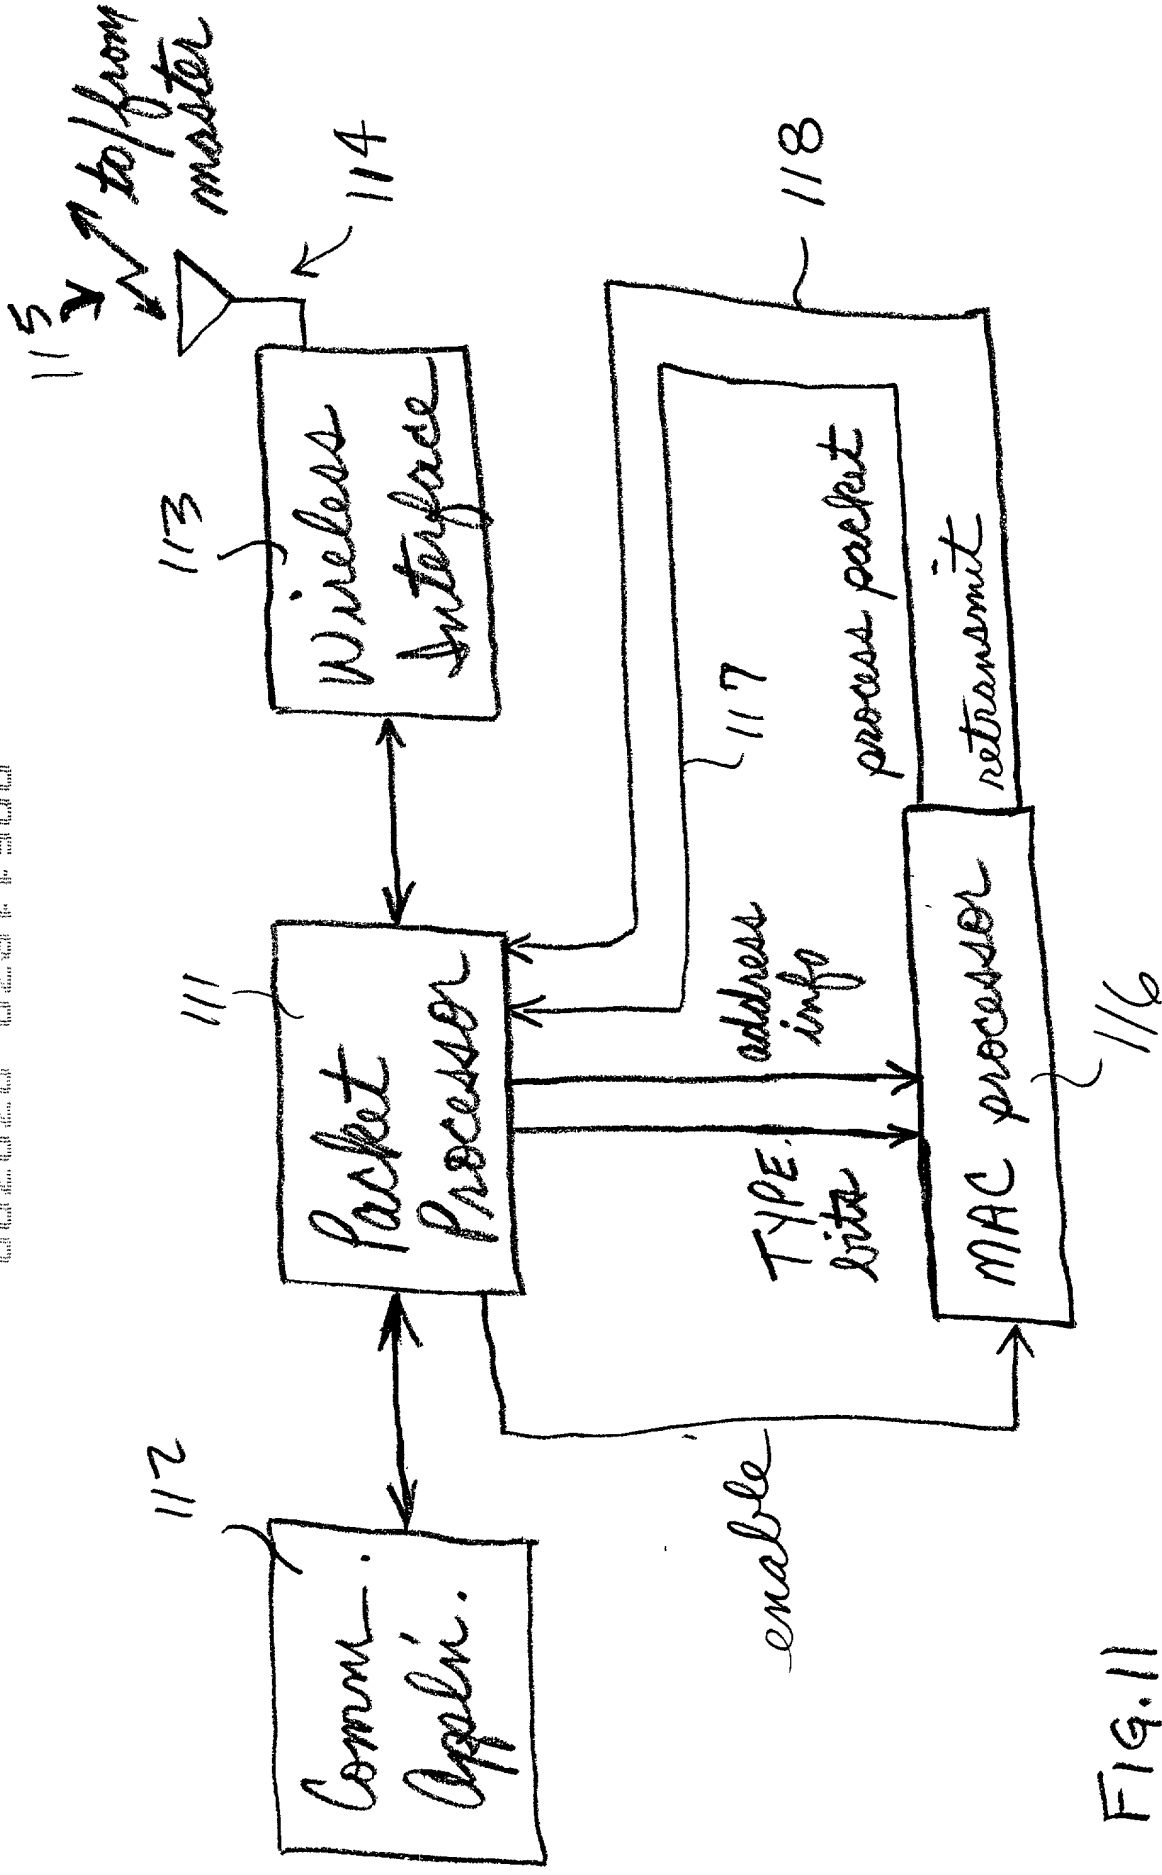 115
to/from
master
114
113
Wireless
Interface
111
Packet
Processor
112
Comm.
Appl'n.
118
117
process packet
retransmit
address
info
TYPE.
bits
MAC processor
116
enable
FIG. 11